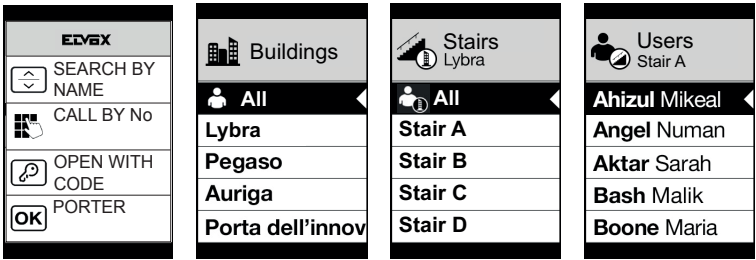 ELVOX
SEARCH BY
NAME
CALL BY No
OPEN WITH
CODE
OK PORTER
Buildings
All
Lybra
Pegaso
Auriga
Porta dell'innov
Stairs
Lybra
All
Stair A
Stair B
Stair C
Stair D
Users
Stair A
Ahizul Mikeal
Angel Numan
Aktar Sarah
Bash Malik
Boone Maria